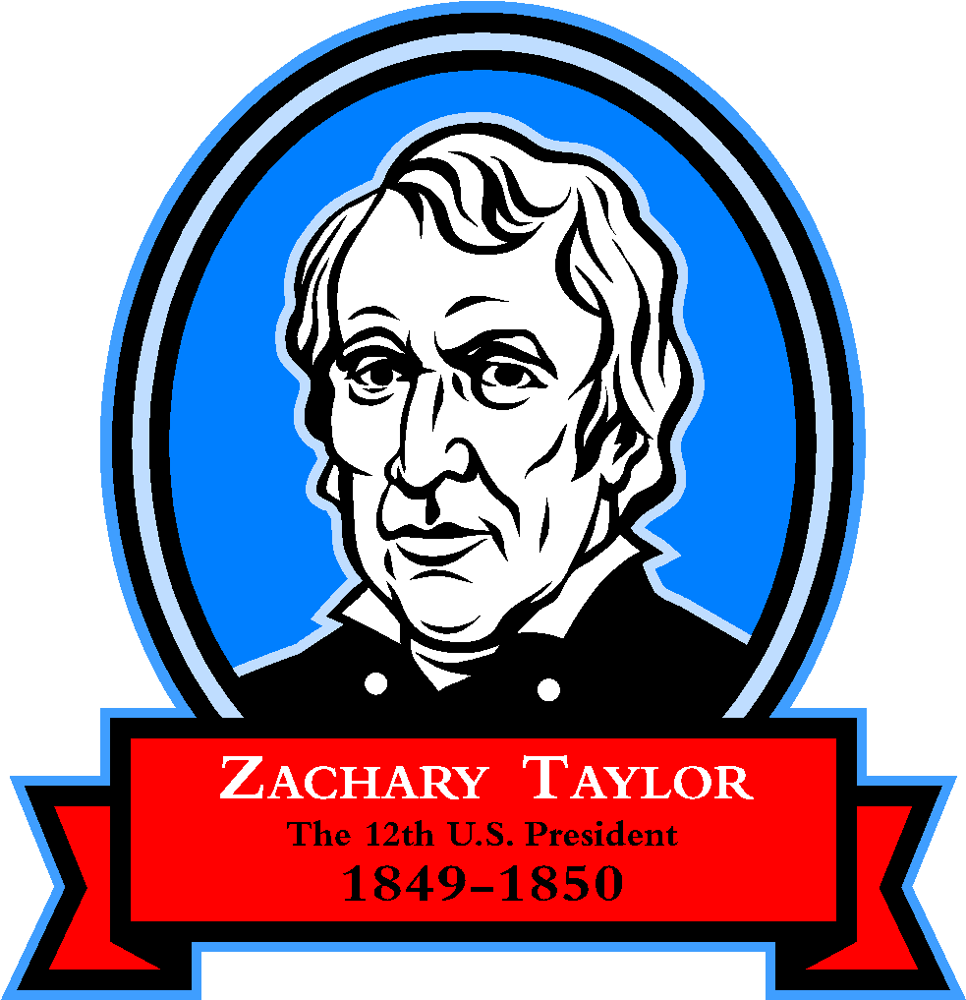 ZACHARY TAYLOR
The 12th U.S. President
1849-1850